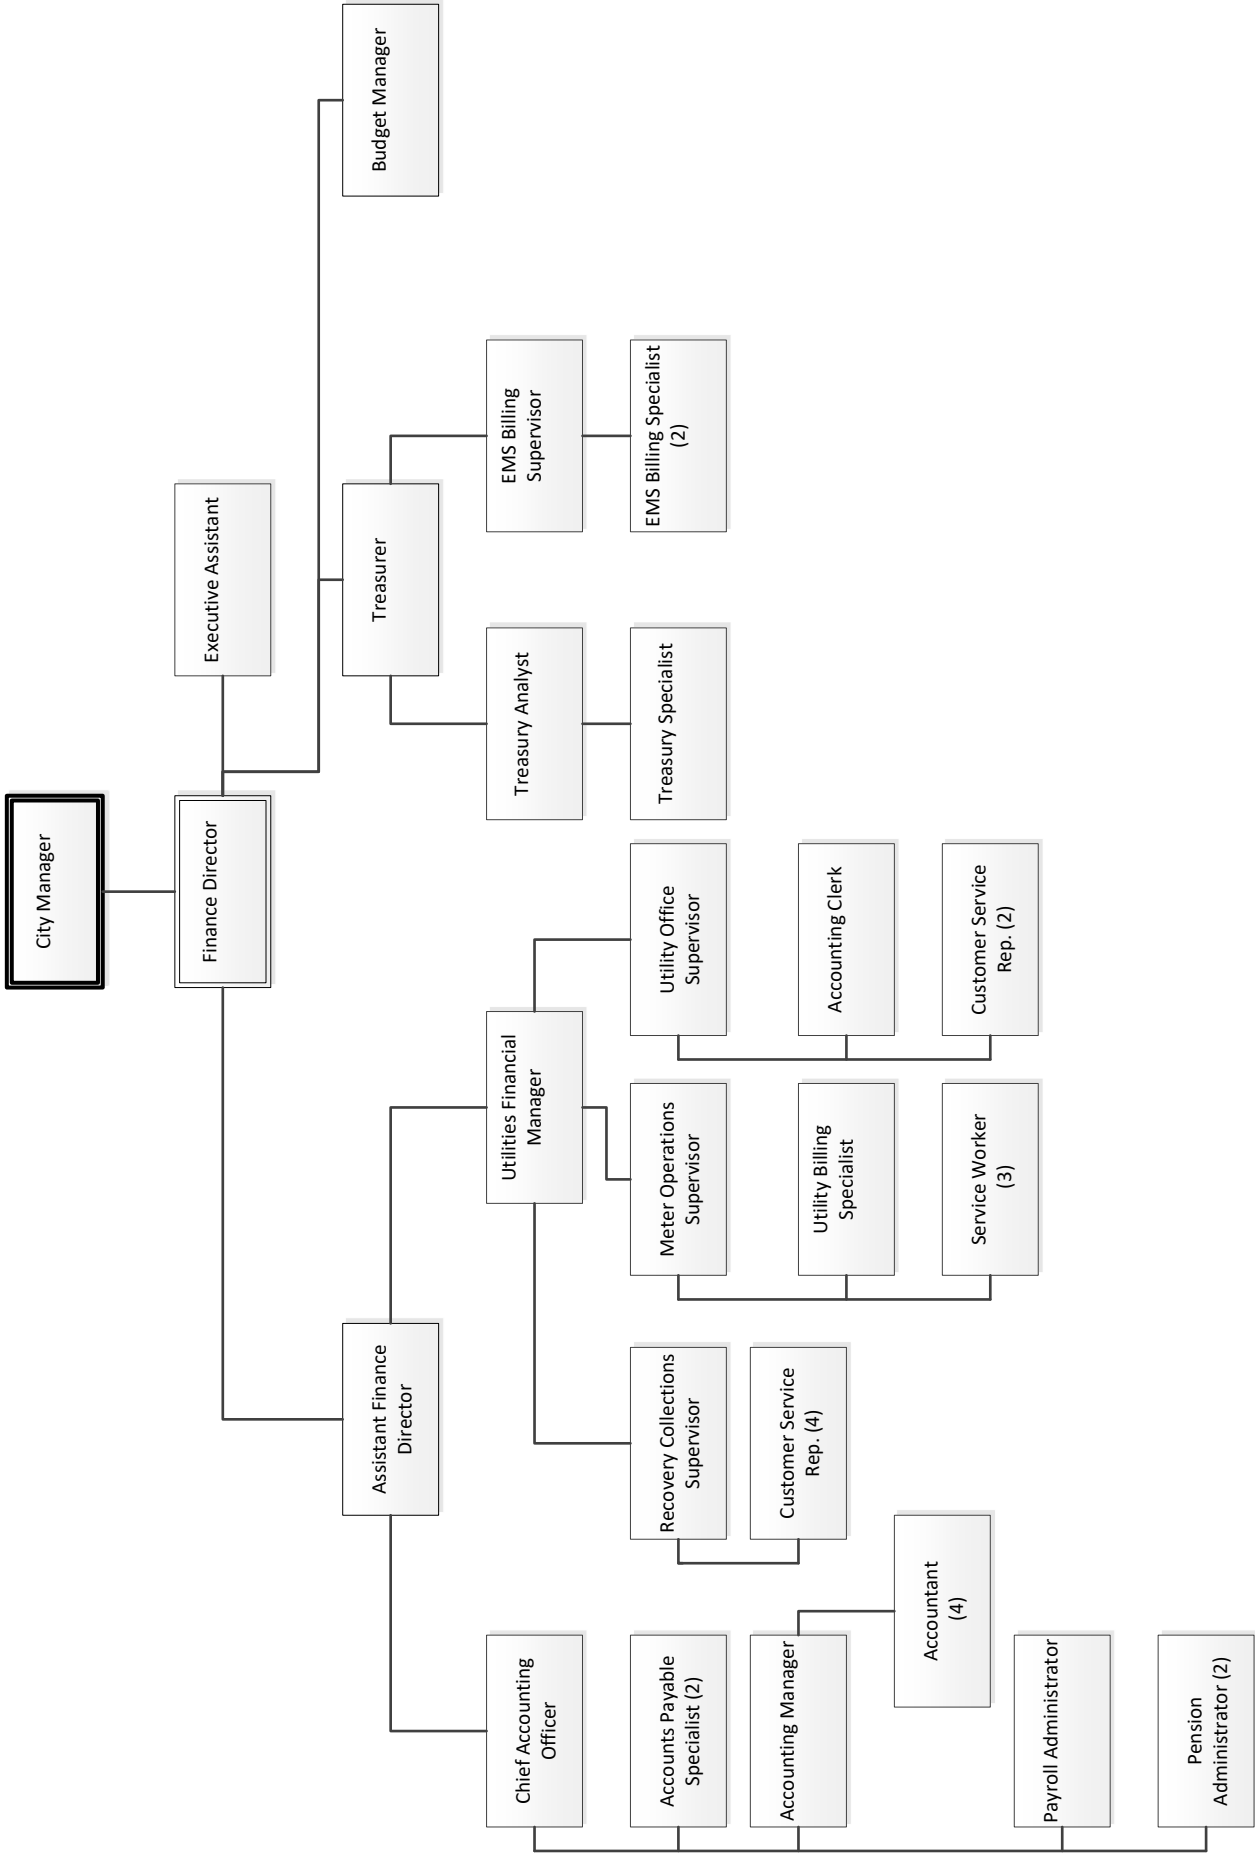 City Manager
Finance Director
Executive Assistant
Assistant Finance
Director
Treasurer
Budget Manager
Chief Accounting
Officer
Utilities Financial
Manager
Treasury Analyst
EMS Billing
Supervisor
Accounts Payable
Specialist (2)
Recovery Collections
Supervisor
Meter Operations
Supervisor
Utility Office
Supervisor
Treasury Specialist
EMS Billing Specialist
(2)
Accounting Manager
Customer Service
Rep. (4)
Utility Billing
Specialist
Accounting Clerk
Accountant
(4)
Service Worker
(3)
Customer Service
Rep. (2)
Payroll Administrator
Pension
Administrator (2)